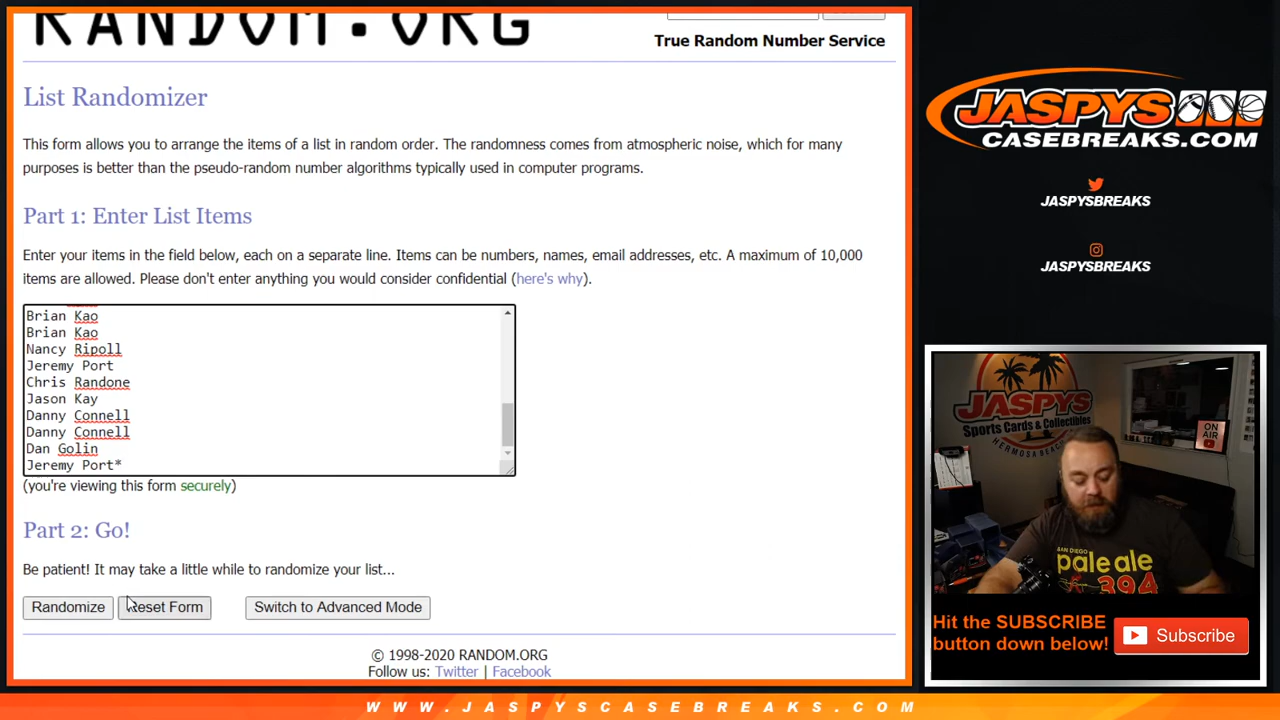 RANDOM.ORG
True Random Number Service
List Randomizer
This form allows you to arrange the items of a list in random order. The randomness comes from atmospheric noise, which for many
purposes is better than the pseudo-random number algorithms typically used in computer programs.
Part 1: Enter List Items
Enter your items in the field below, each on a separate line. Items can be numbers, names, email addresses, etc. A maximum of 10,000
items are allowed. Please don't enter anything you would consider confidential (here's why).
Brian Kao
Brian Kao
Nancy Ripoll
Jeremy Port
Chris Randone
Jason Kay
Danny Connell
Danny Connell
Dan Golin
Jeremy Port*
(you're viewing this form securely)
Part 2: Go!
Be patient! It may take a little while to randomize your list...
Randomize Reset Form Switch to Advanced Mode
© 1998-2020 RANDOM.ORG
Follow us: Twitter | Facebook
JASPYS
CASEBREAKS.COM
JASPYSBREAKS
JASPYSBREAKS
JASPYS
Sports Cards & Collectibles
HERMOSA BEACH
ON
AIR
SAN DIEGO
pale ale
394
Hit the SUBSCRIBE
button down below!
Subscribe
WWW.JASPYSCASEBREAKS.COM